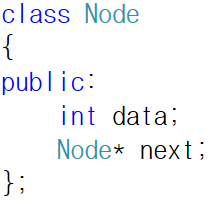 class Node
{
public:
    int data;
    Node* next;
};